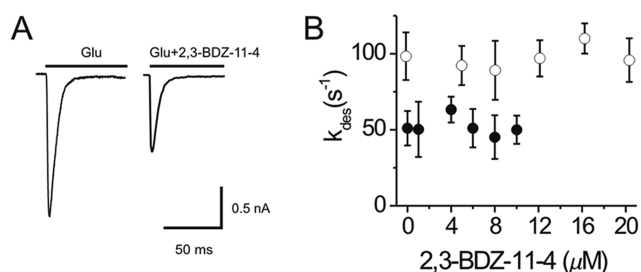 A
Glu
Glu+2,3-BDZ-11-4
0.5 nA
50 ms
B
k_des(s⁻¹)
100
50
0
0 4 8 12 16 20
2,3-BDZ-11-4 (μM)